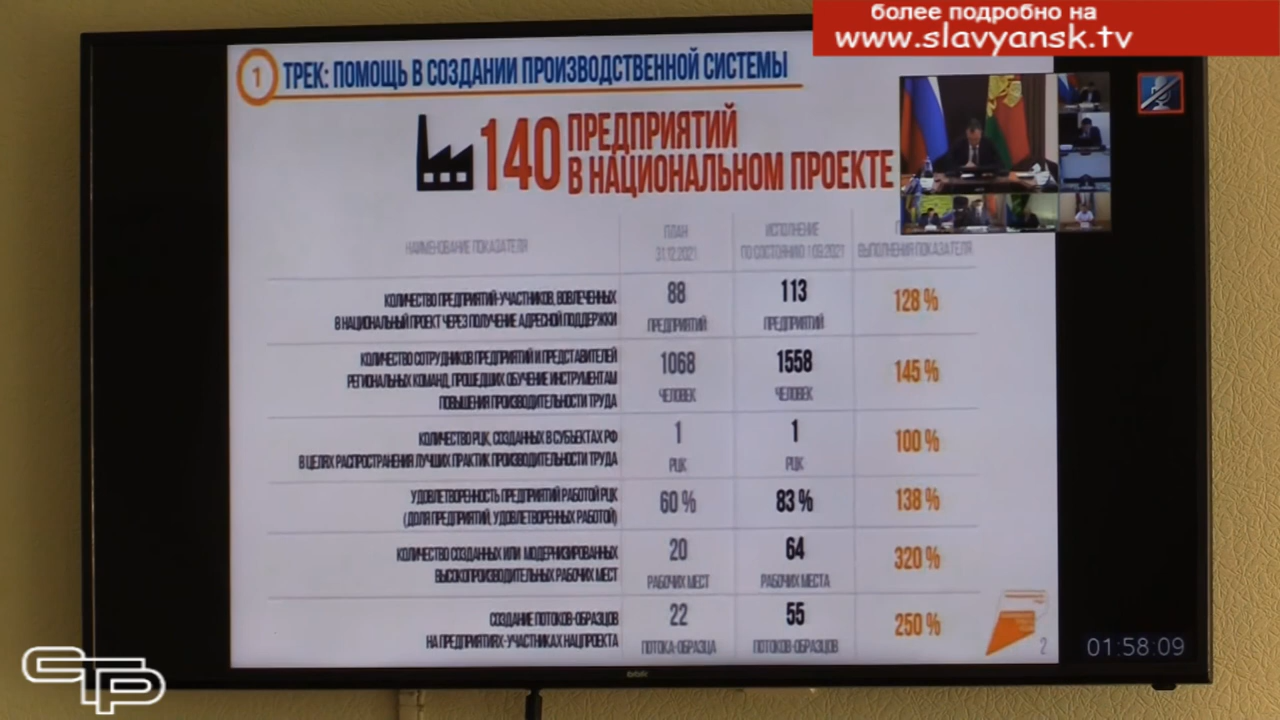 более подробно на
www.slavyansk.tv
1 ТРЕК: ПОМОЩЬ В СОЗДАНИИ ПРОИЗВОДСТВЕННОЙ СИСТЕМЫ
140 ПРЕДПРИЯТИЙ
В НАЦИОНАЛЬНОМ ПРОЕКТЕ
НАИМЕНОВАНИЕ ПОКАЗАТЕЛЯ
ПЛАН
31.12.2021
ИСПОЛНЕНИЕ
ПО СОСТОЯНИЮ 1.09.2021
ВЫПОЛНЕНИЯ ПОКАЗАТЕЛЯ
КОЛИЧЕСТВО ПРЕДПРИЯТИЙ-УЧАСТНИКОВ, ВОВЛЕЧЕННЫХ
В НАЦИОНАЛЬНЫЙ ПРОЕКТ ЧЕРЕЗ ПОЛУЧЕНИЕ АДРЕСНОЙ ПОДДЕРЖКИ
88
ПРЕДПРИЯТИЙ
113
ПРЕДПРИЯТИЙ
128 %
КОЛИЧЕСТВО СОТРУДНИКОВ ПРЕДПРИЯТИЙ И ПРЕДСТАВИТЕЛЕЙ
РЕГИОНАЛЬНЫХ КОМАНД, ПРОШЕДШИХ ОБУЧЕНИЕ ИНСТРУМЕНТАМ
ПОВЫШЕНИЯ ПРОИЗВОДИТЕЛЬНОСТИ ТРУДА
1068
ЧЕЛОВЕК
1558
ЧЕЛОВЕК
145 %
КОЛИЧЕСТВО РЦК, СОЗДАННЫХ В СУБЪЕКТАХ РФ
В ЦЕЛЯХ РАСПРОСТРАНЕНИЯ ЛУЧШИХ ПРАКТИК ПРОИЗВОДИТЕЛЬНОСТИ ТРУДА
1
РЦК
1
РЦК
100 %
УДОВЛЕТВОРЕННОСТЬ ПРЕДПРИЯТИЙ РАБОТОЙ РЦК
(ДОЛЯ ПРЕДПРИЯТИЙ, УДОВЛЕТВОРЕННЫХ РАБОТОЙ)
60 %
83 %
138 %
КОЛИЧЕСТВО СОЗДАННЫХ ИЛИ МОДЕРНИЗИРОВАННЫХ
ВЫСОКОПРОИЗВОДИТЕЛЬНЫХ РАБОЧИХ МЕСТ
20
РАБОЧИХ МЕСТ
64
РАБОЧИХ МЕСТА
320 %
СОЗДАНИЕ ПОТОКОВ-ОБРАЗЦОВ
НА ПРЕДПРИЯТИЯХ-УЧАСТНИКАХ НАЦПРОЕКТА
22
ПОТОКА-ОБРАЗЦА
55
ПОТОКОВ-ОБРАЗЦОВ
250 %
2
01:58:09
СТР